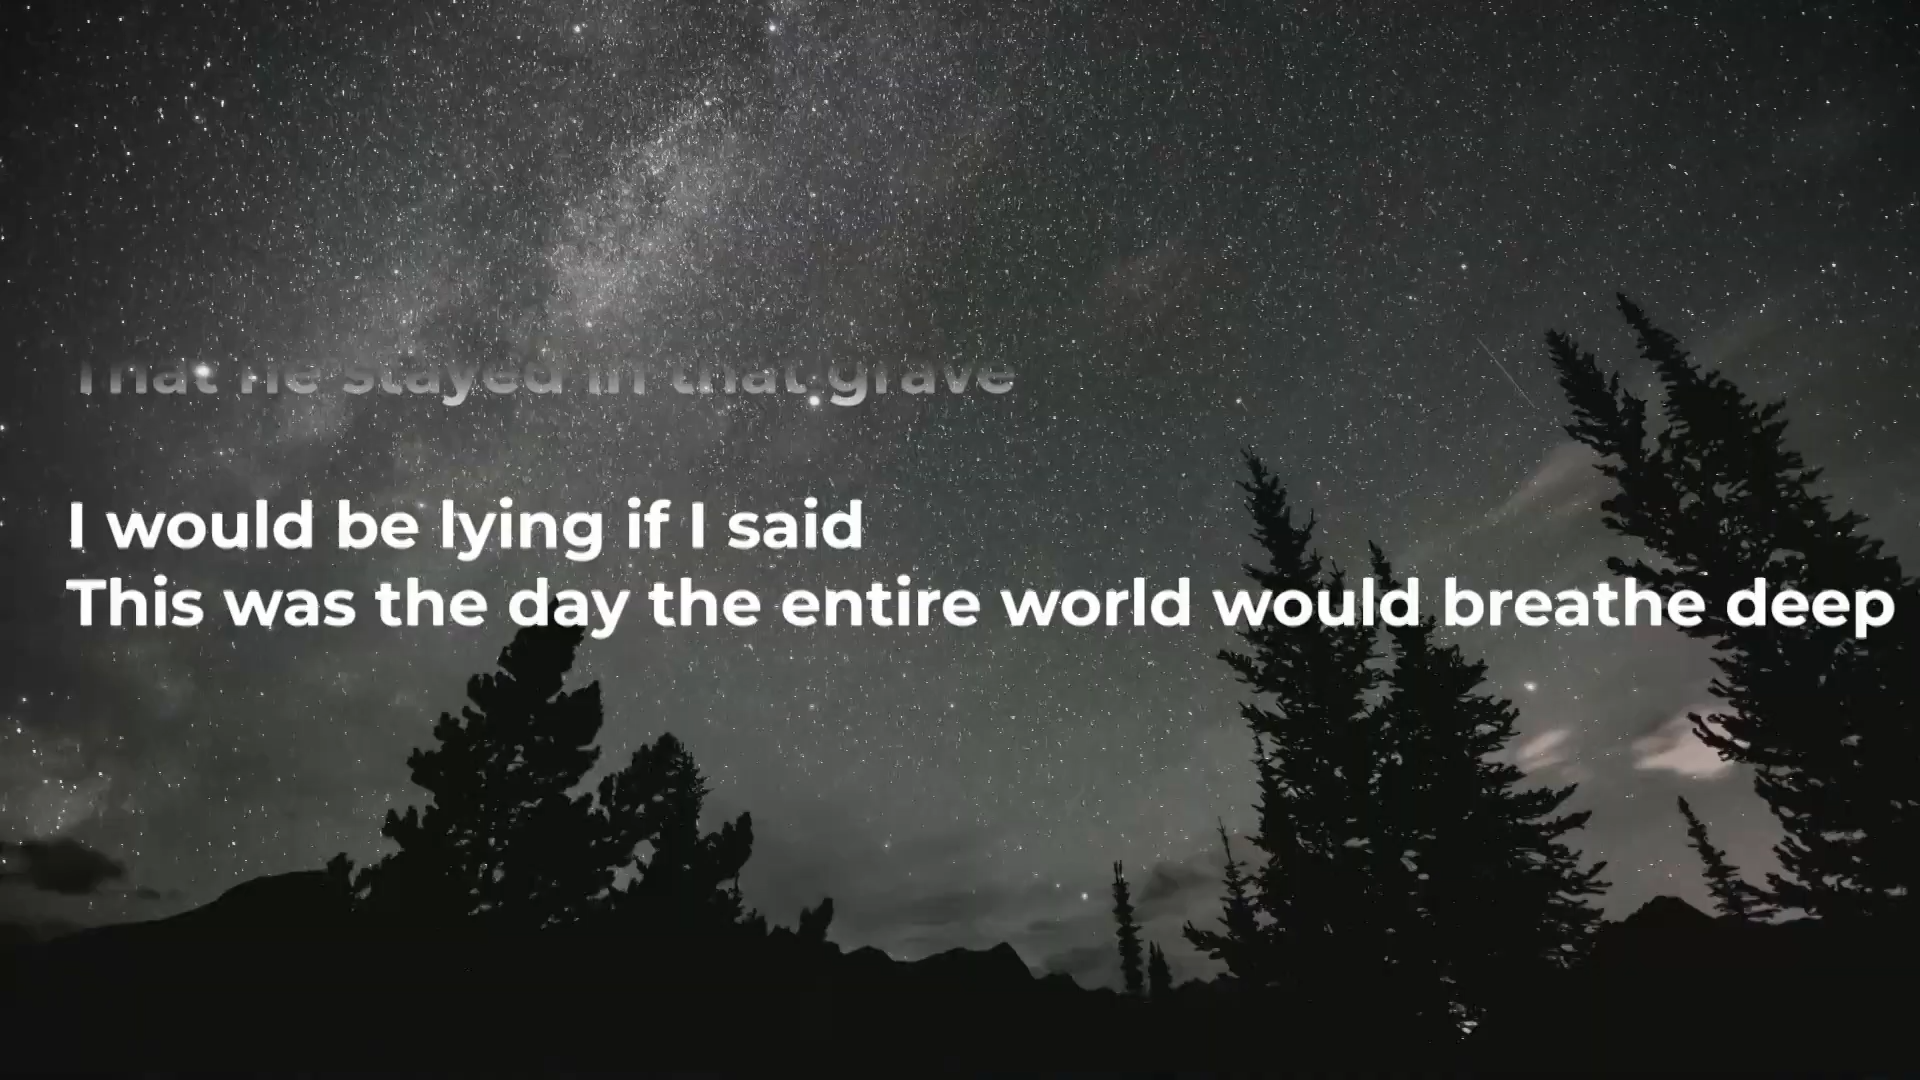 That He stayed in that grave
I would be lying if I said
This was the day the entire world would breathe deep